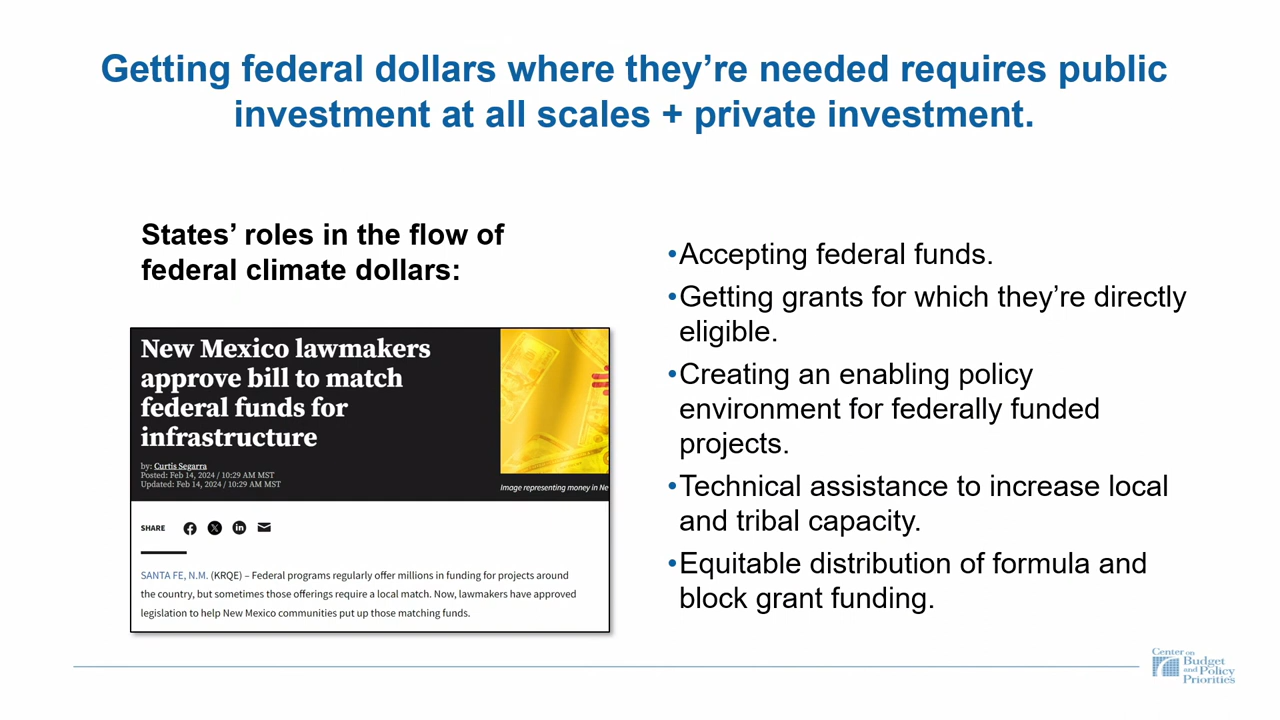 Getting federal dollars where they’re needed requires public
investment at all scales + private investment.
States’ roles in the flow of
federal climate dollars:
New Mexico lawmakers
approve bill to match
federal funds for
infrastructure
by: Curtis Segarra
Posted: Feb 14, 2024 / 10:29 AM MST
Updated: Feb 14, 2024 / 10:29 AM MST
Image representing money in Ne
SHARE
SANTA FE, N.M. (KRQE) – Federal programs regularly offer millions in funding for projects around
the country, but sometimes those offerings require a local match. Now, lawmakers have approved
legislation to help New Mexico communities put up those matching funds.
•Accepting federal funds.
•Getting grants for which they’re directly
eligible.
•Creating an enabling policy
environment for federally funded
projects.
•Technical assistance to increase local
and tribal capacity.
•Equitable distribution of formula and
block grant funding.
Center on
Budget
and Policy
Priorities